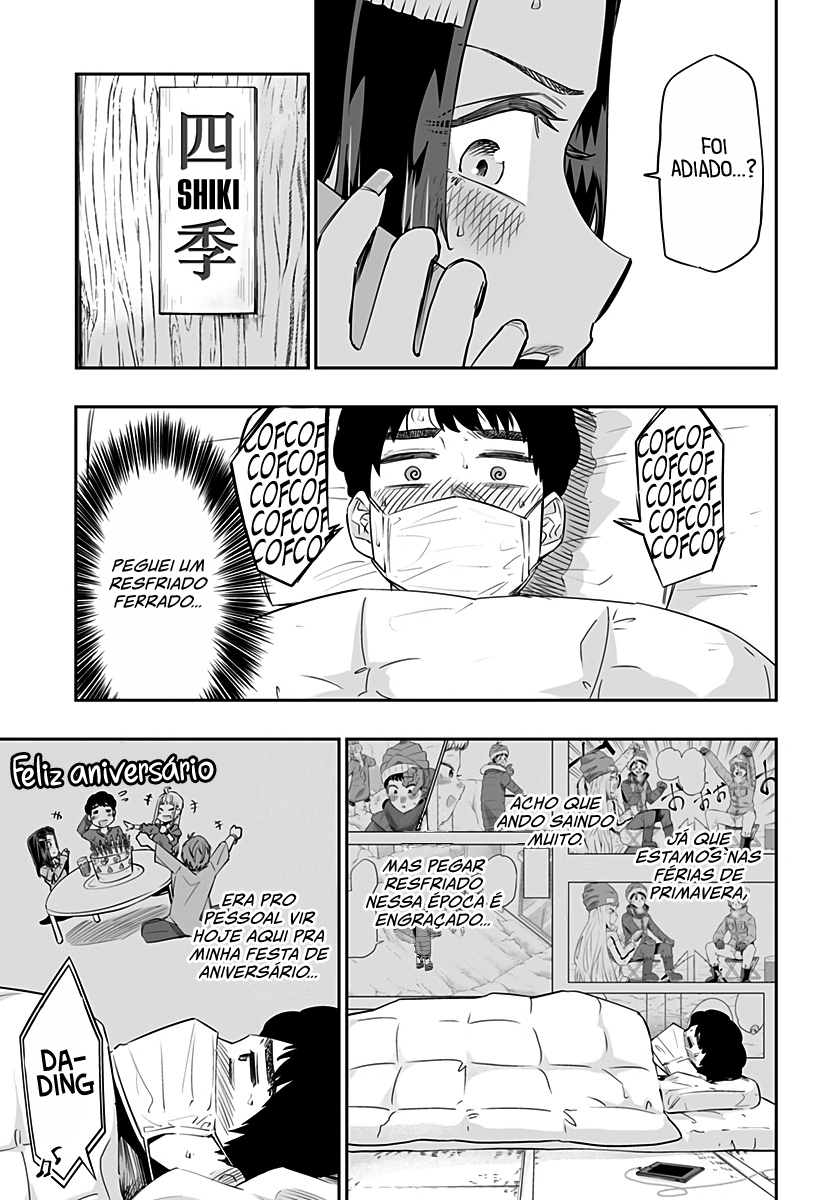 FOI
ADIADO...?
四
SHIKI
季
COFCOF
COFCOF
COFCOF
COFCOF
COFCOF
COFCOF
COFCOF
COFCOF
COFCOF
COFCOF
PEGUEI UM
RESFRIADO
FERRADO...
JÁ QUE
ESTAMOS NAS
FÉRIAS DE
PRIMAVERA,
ACHO QUE
ANDO SAINDO
MUITO.
MAS PEGAR
RESFRIADO
NESSA ÉPOCA É
ENGRAÇADO...
Feliz aniversário
ERA PRO
PESSOAL VIR
HOJE AQUI PRA
MINHA FESTA DE
ANIVERSÁRIO...
DA-
DING